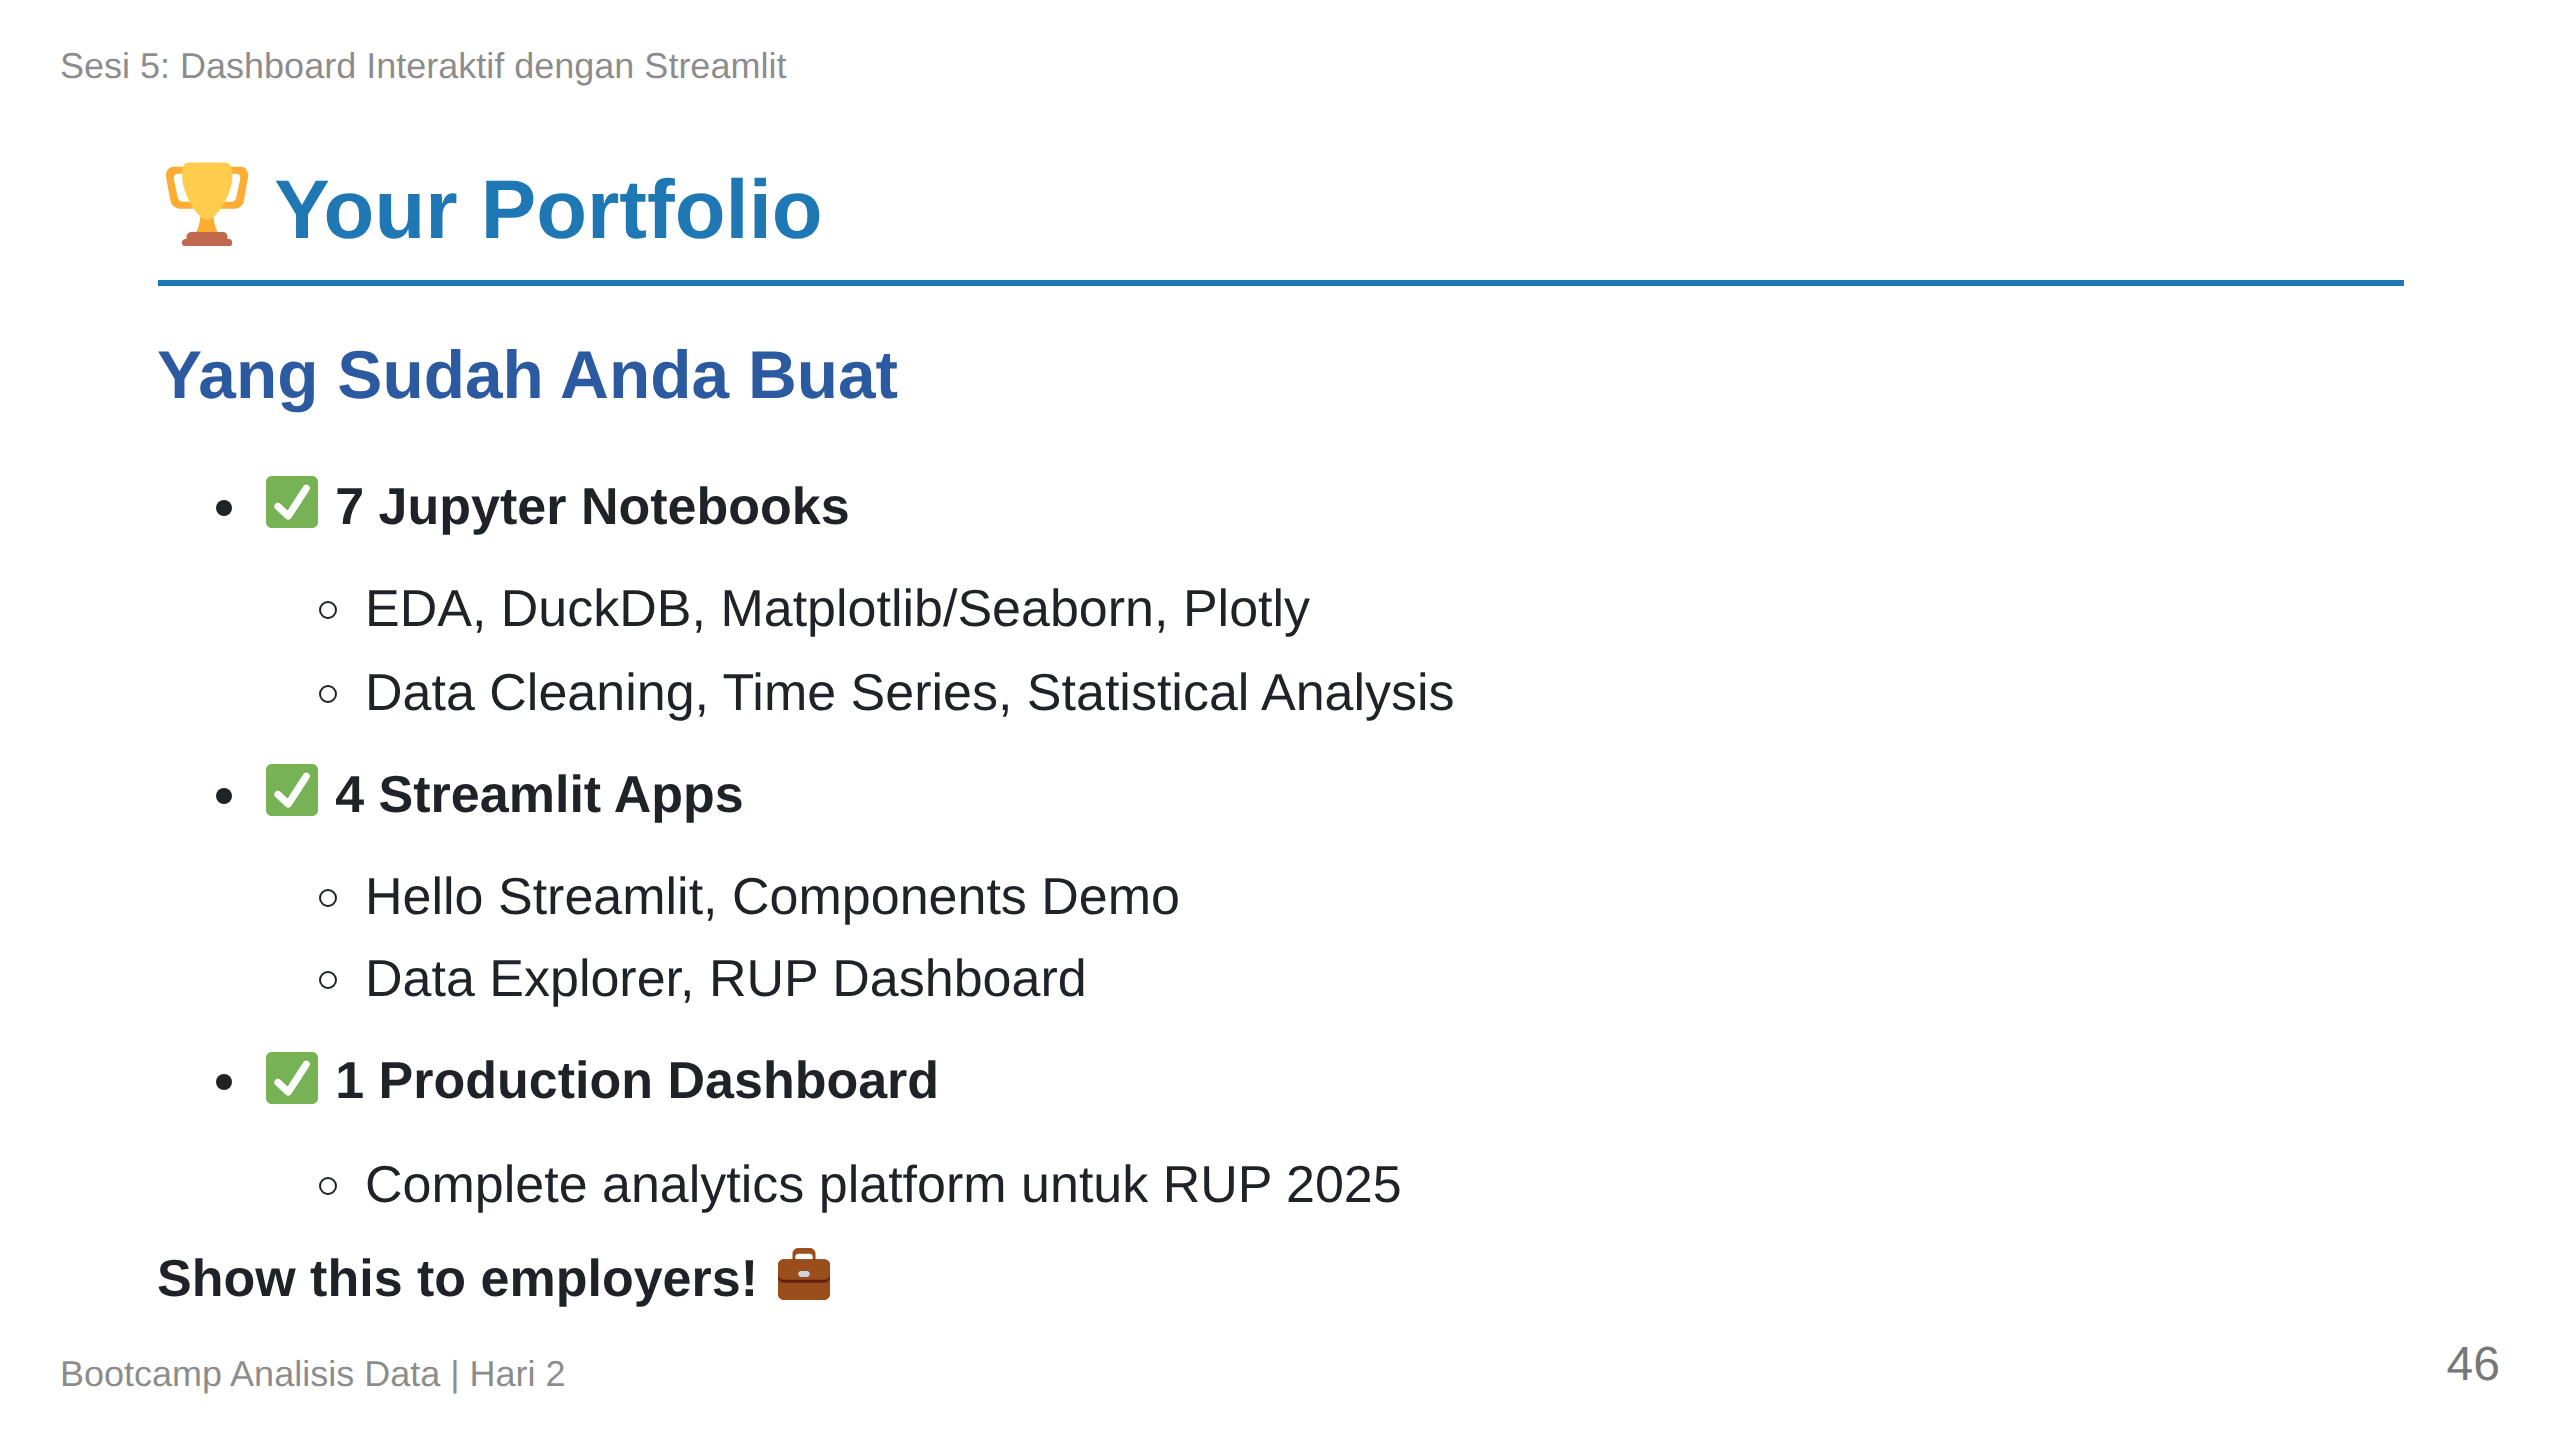 Sesi 5: Dashboard Interaktif dengan Streamlit
🏆 Your Portfolio
Yang Sudah Anda Buat
• ✅ 7 Jupyter Notebooks
◦ EDA, DuckDB, Matplotlib/Seaborn, Plotly
◦ Data Cleaning, Time Series, Statistical Analysis
• ✅ 4 Streamlit Apps
◦ Hello Streamlit, Components Demo
◦ Data Explorer, RUP Dashboard
• ✅ 1 Production Dashboard
◦ Complete analytics platform untuk RUP 2025
Show this to employers! 💼
Bootcamp Analisis Data | Hari 2
46